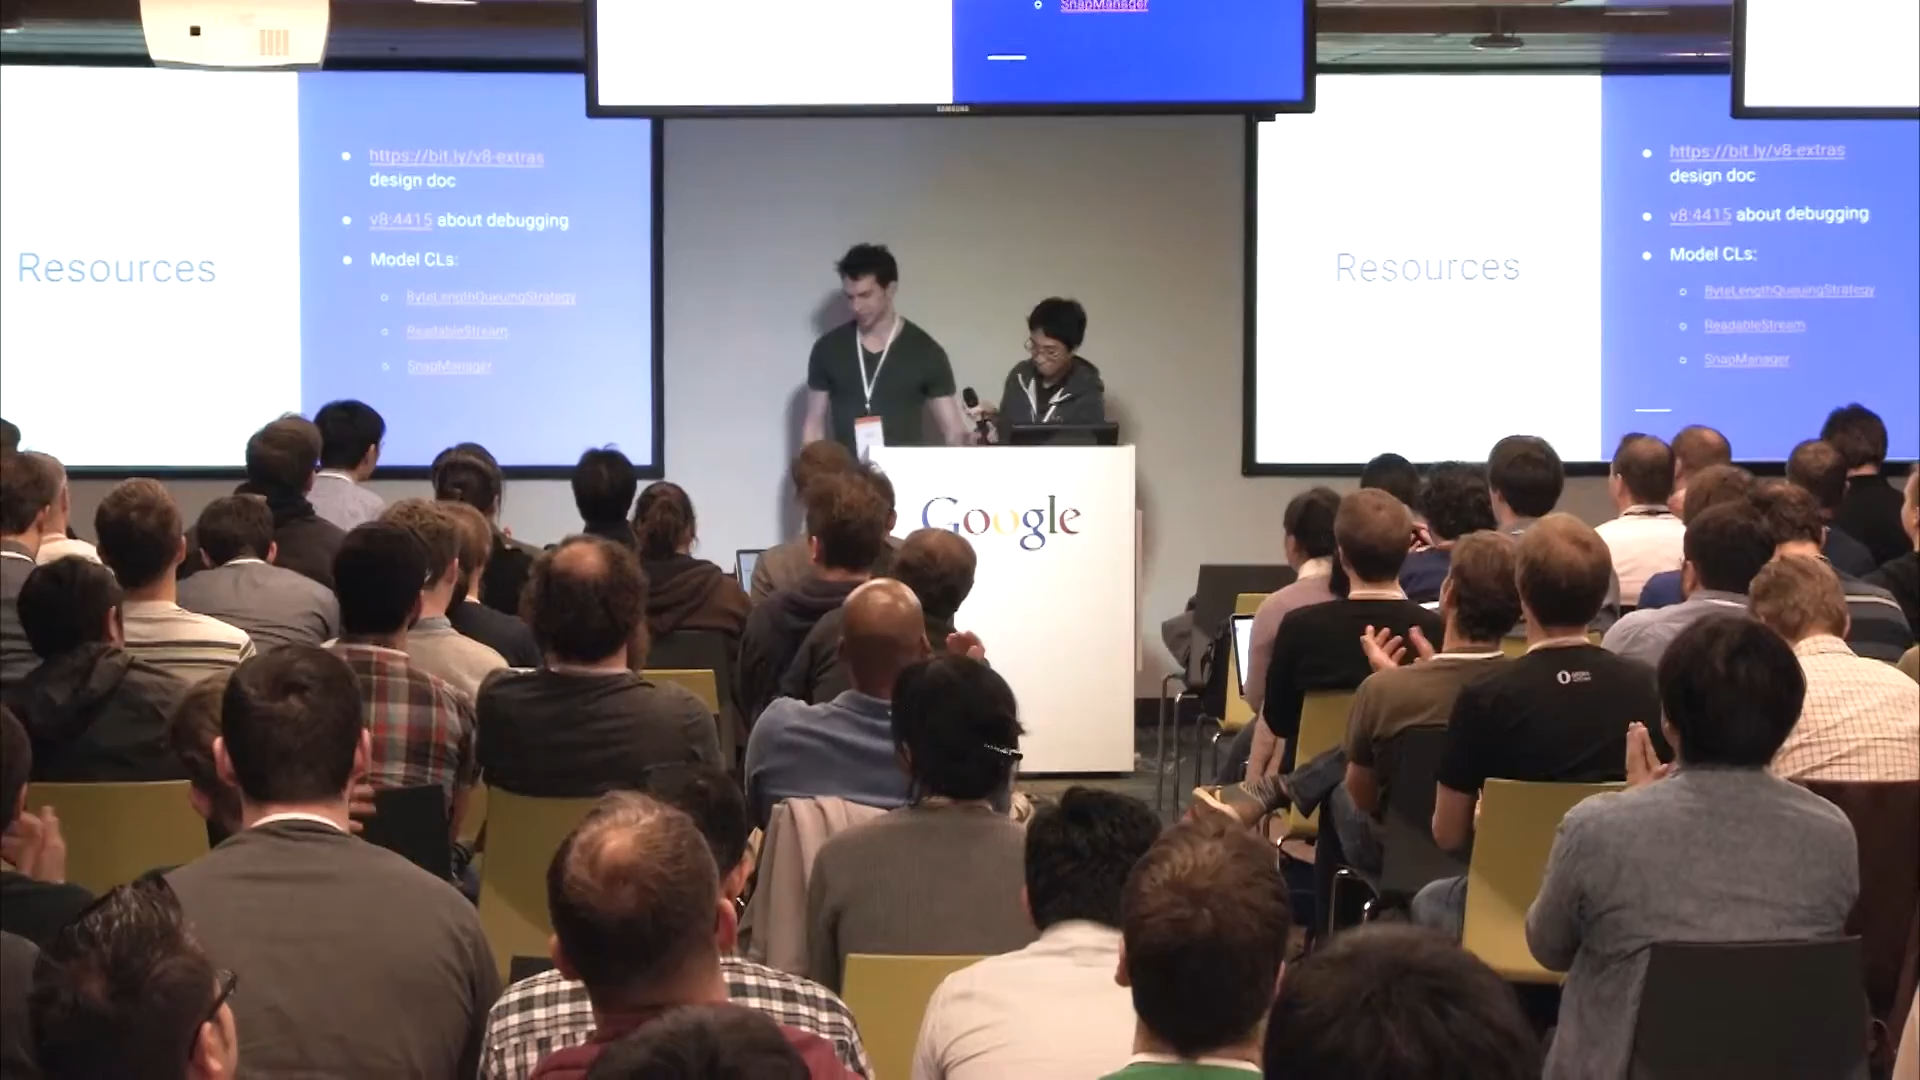 SnapManager
SAMSUNG
Resources
https://bit.ly/v8-extras
design doc
v8:4415 about debugging
Model CLs:
ByteLengthQueuingStrategy
ReadableStream
SnapManager
Resources
https://bit.ly/v8-extras
design doc
v8:4415 about debugging
Model CLs:
ByteLengthQueuingStrategy
ReadableStream
SnapManager
Google